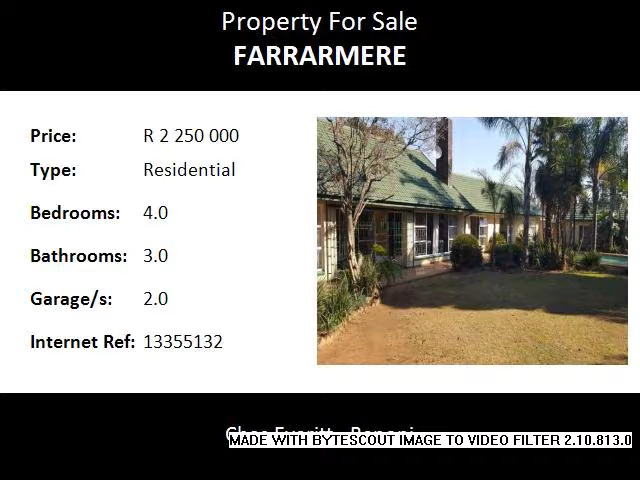 Property For Sale
FARRARMERE
Price: R 2 250 000
Type: Residential
Bedrooms: 4.0
Bathrooms: 3.0
Garage/s: 2.0
Internet Ref: 13355132
MADE WITH BYTESCOUT IMAGE TO VIDEO FILTER 2.10.813.0